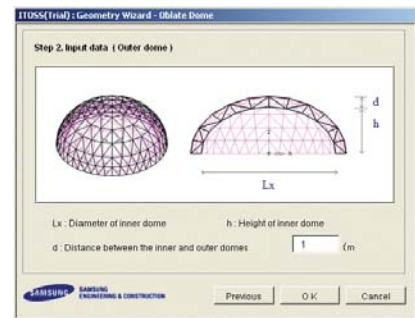 ITOSS(Trial) : Geometry Wizard - Oblate Dome
Step 2. Input data ( Outer dome )
d
h
Lx
Lx : Diameter of inner dome h : Height of inner dome
d : Distance between the inner and outer domes 1 (m
SAMSUNG SAMSUNG
ENGINEERING & CONSTRUCTION
Previous OK Cancel